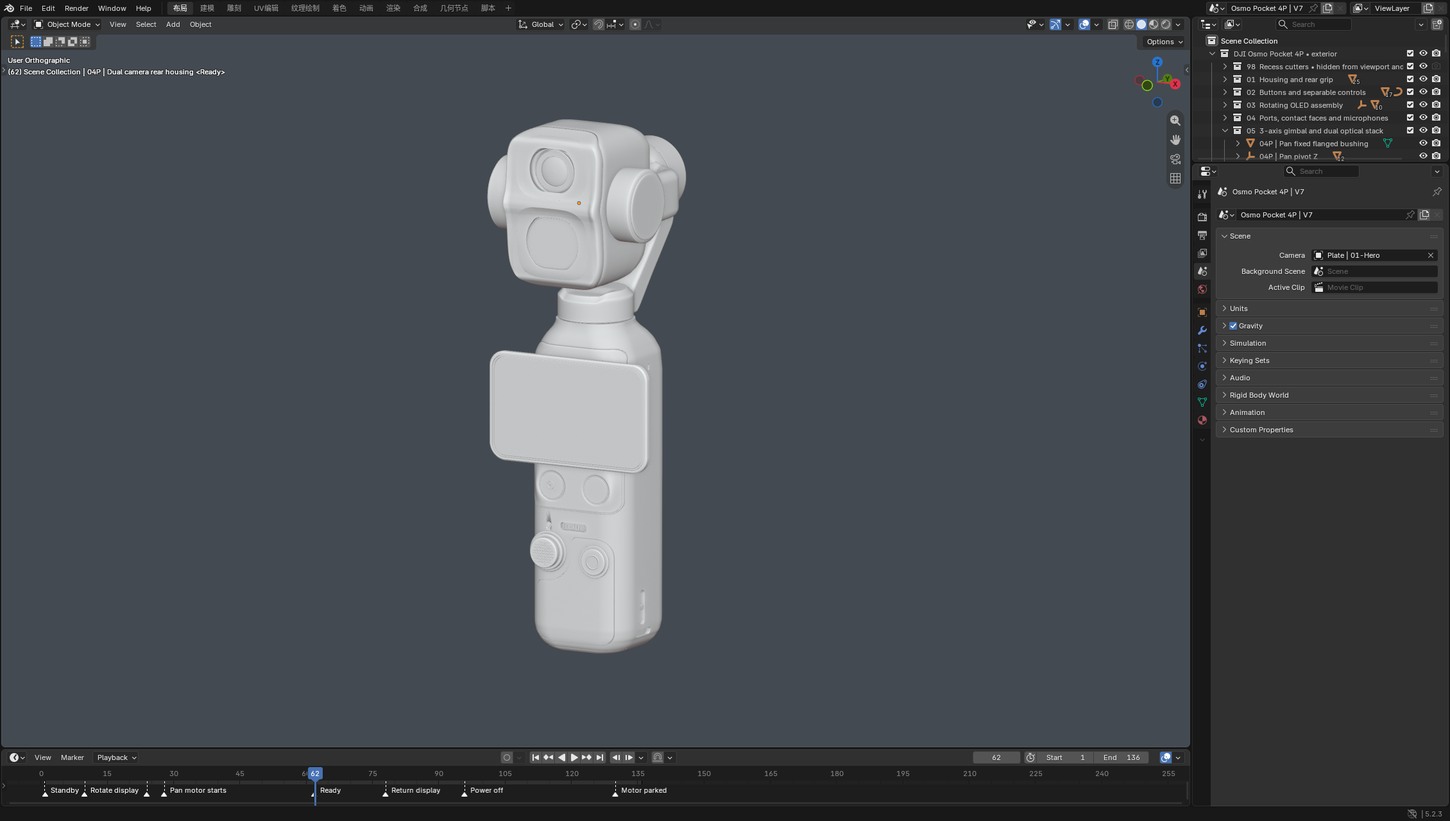 File Edit Render Window Help 布局 建模 雕刻 UV编辑 纹理绘制 着色 动画 渲染 合成 几何节点 脚本 +
Osmo Pocket 4P | V7 ViewLayer
Object Mode View Select Add Object Global
Options
User Orthographic
(62) Scene Collection | 04P | Dual camera rear housing <Ready>
Z
Y
X
Search
Scene Collection
DJI Osmo Pocket 4P • exterior
98 Recess cutters • hidden from viewport and
01 Housing and rear grip
02 Buttons and separable controls
03 Rotating OLED assembly
04 Ports, contact faces and microphones
05 3-axis gimbal and dual optical stack
04P | Pan fixed flanged bushing
04P | Pan pivot Z
Search
Osmo Pocket 4P | V7
Osmo Pocket 4P | V7
Scene
Camera Plate | 01-Hero
Background Scene Scene
Active Clip Movie Clip
Units
Gravity
Simulation
Keying Sets
Audio
Rigid Body World
Animation
Custom Properties
View Marker Playback 62 Start 1 End 136
0 15 30 45 62 75 90 105 120 135 150 165 180 195 210 225 240 255
Standby Rotate display Pan motor starts Ready Return display Power off Motor parked
5.2.3